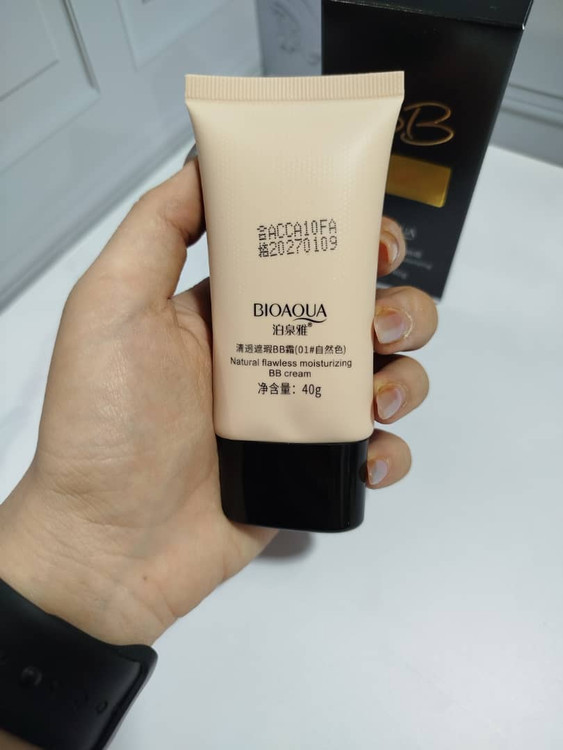 合ACCA10FA
格20270109
BIOAQUA
泊泉雅®
清透遮瑕BB霜(01#自然色)
Natural flawless moisturizing
BB cream
净含量：40g
BB